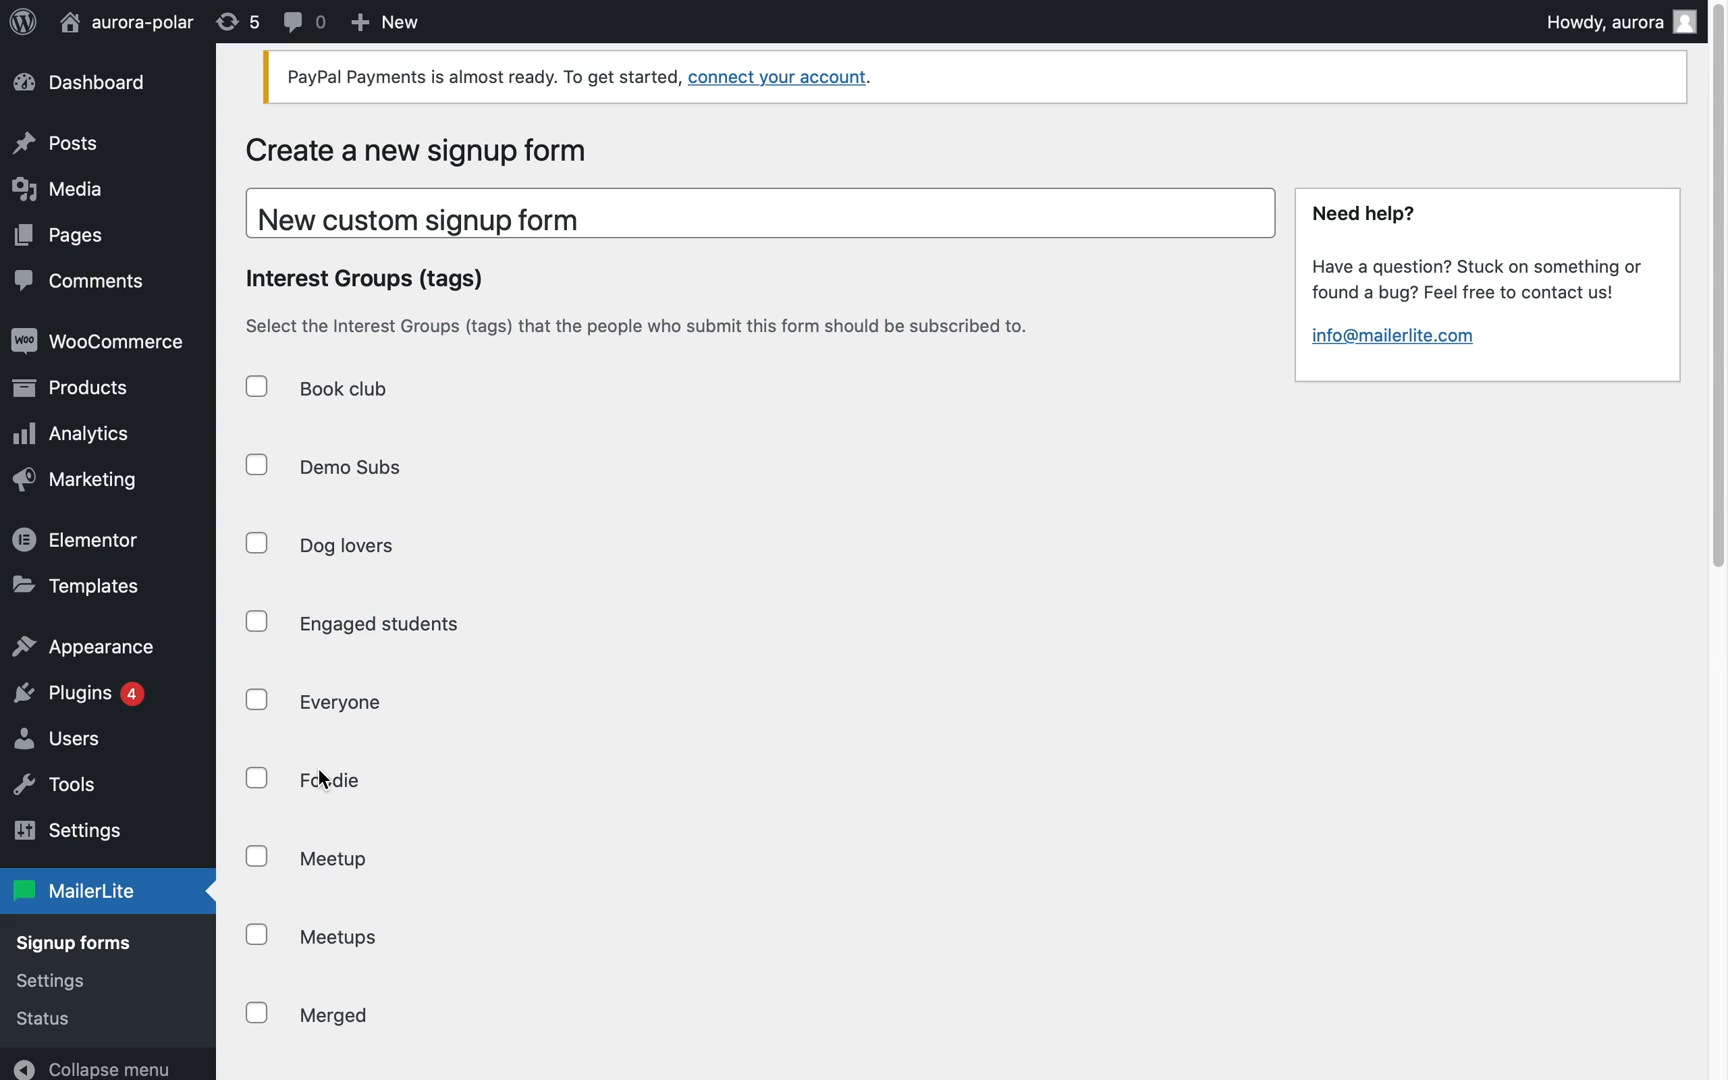 aurora-polar 5 0 New Howdy, aurora
Dashboard
Posts
Media
Pages
Comments
WooCommerce
Products
Analytics
Marketing
Elementor
Templates
Appearance
Plugins 4
Users
Tools
Settings
MailerLite
Signup forms
Settings
Status
Collapse menu
PayPal Payments is almost ready. To get started, connect your account.
Create a new signup form
New custom signup form
Interest Groups (tags)
Select the Interest Groups (tags) that the people who submit this form should be subscribed to.
Book club
Demo Subs
Dog lovers
Engaged students
Everyone
Foodie
Meetup
Meetups
Merged
Need help?
Have a question? Stuck on something or
found a bug? Feel free to contact us!
info@mailerlite.com